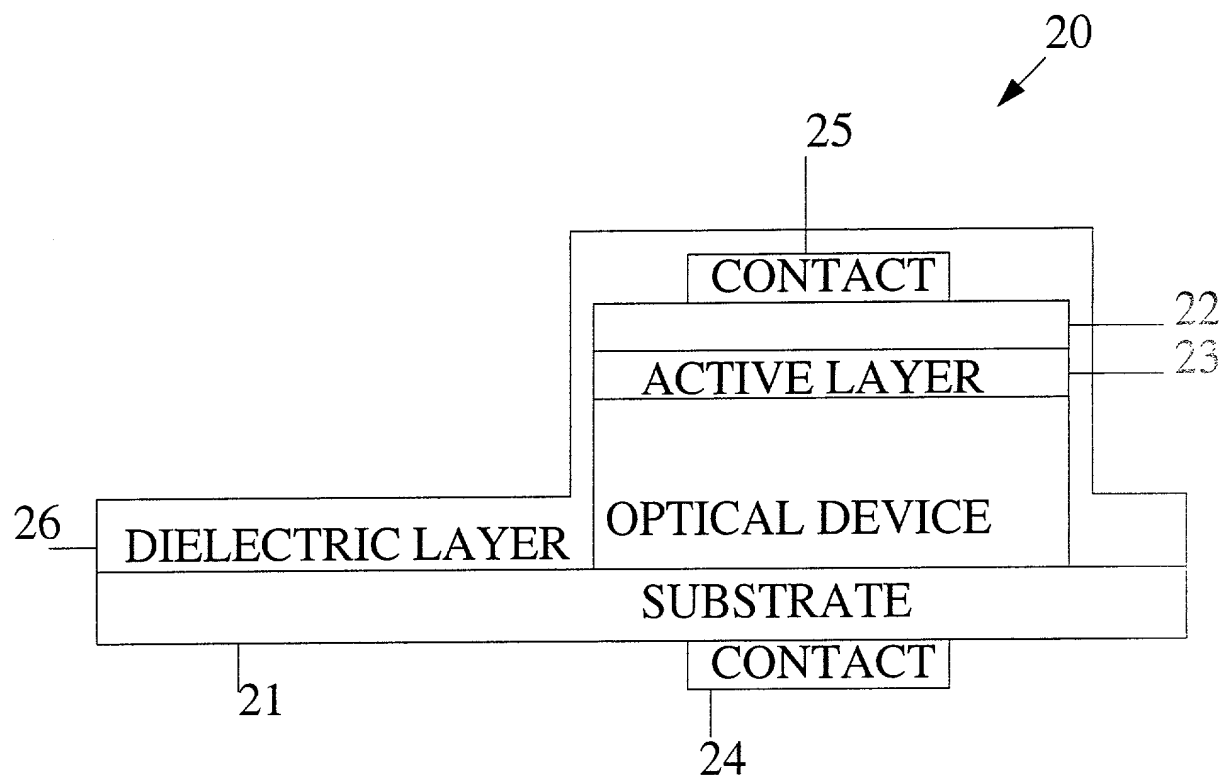 20
25
CONTACT
22
ACTIVE LAYER
23
OPTICAL DEVICE
26
DIELECTRIC LAYER
SUBSTRATE
CONTACT
21
24